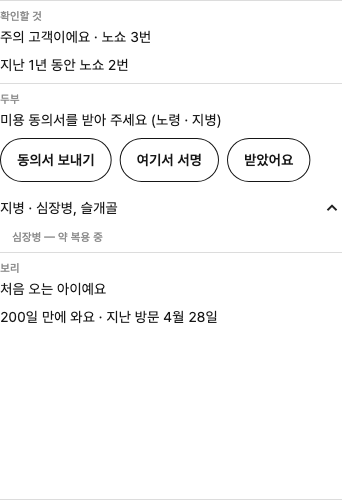 확인할 것
주의 고객이에요 · 노쇼 3번
지난 1년 동안 노쇼 2번
두부
미용 동의서를 받아 주세요 (노령 · 지병)
동의서 보내기 여기서 서명 받았어요
지병 · 심장병, 슬개골
심장병 — 약 복용 중
보리
처음 오는 아이예요
200일 만에 와요 · 지난 방문 4월 28일